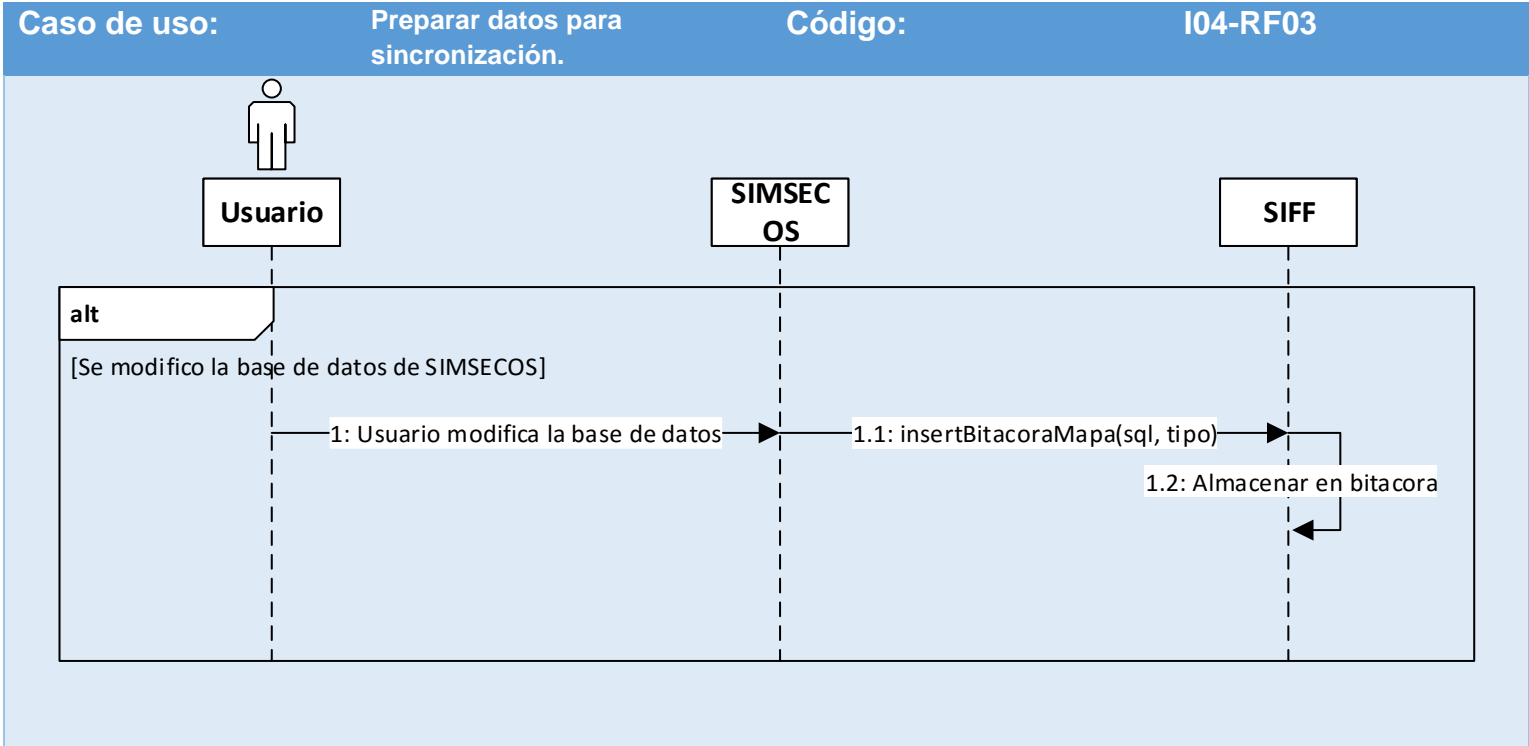 Caso de uso: Preparar datos para Código: I04-RF03
sincronización.
Usuario
SIMSEC
OS
SIFF
alt
[Se modifico la base de datos de SIMSECOS]
1: Usuario modifica la base de datos
1.1: insertBitacoraMapa(sql, tipo)
1.2: Almacenar en bitacora